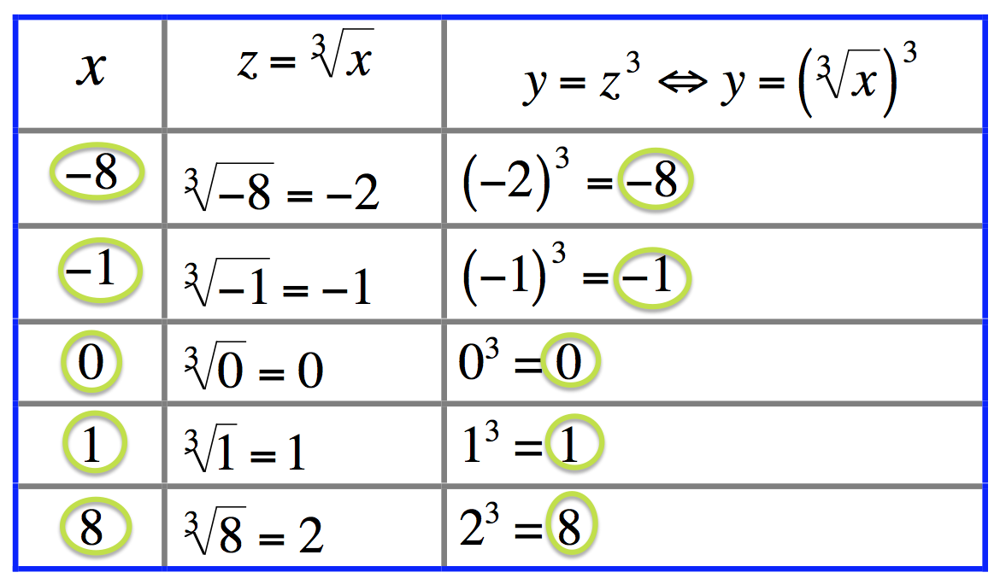 x z = ∛x y = z³ ⇔ y = (∛x)³
−8 ∛−8 = −2 (−2)³ = −8
−1 ∛−1 = −1 (−1)³ = −1
0 ∛0 = 0 0³ = 0
1 ∛1 = 1 1³ = 1
8 ∛8 = 2 2³ = 8